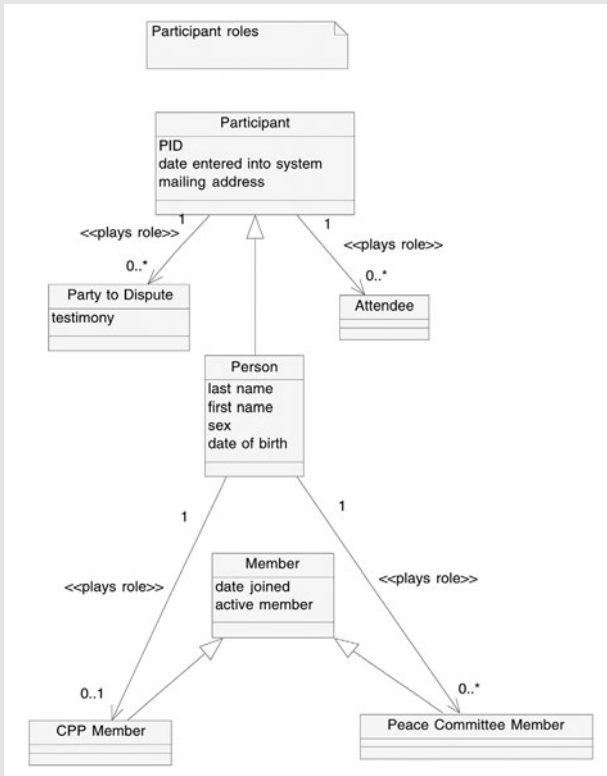 Participant roles
Participant
PID
date entered into system
mailing address
1
1
<<plays role>>
<<plays role>>
0..*
0..*
Party to Dispute
testimony
Attendee
Person
last name
first name
sex
date of birth
1
1
Member
date joined
active member
<<plays role>>
<<plays role>>
0..1
0..*
CPP Member
Peace Committee Member